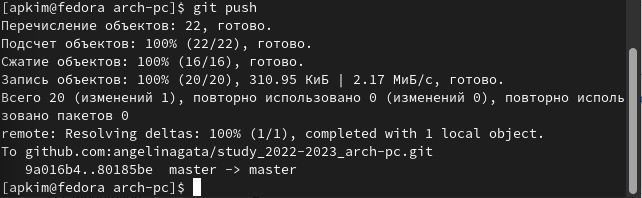 [apkim@fedora arch-pc]$ git push
Перечисление объектов: 22, готово.
Подсчет объектов: 100% (22/22), готово.
Сжатие объектов: 100% (16/16), готово.
Запись объектов: 100% (20/20), 310.95 КиБ | 2.17 МиБ/с, готово.
Всего 20 (изменений 1), повторно использовано 0 (изменений 0), повторно исполь
зовано пакетов 0
remote: Resolving deltas: 100% (1/1), completed with 1 local object.
To github.com:angelinagata/study_2022-2023_arch-pc.git
   9a016b4..80185be  master -> master
[apkim@fedora arch-pc]$